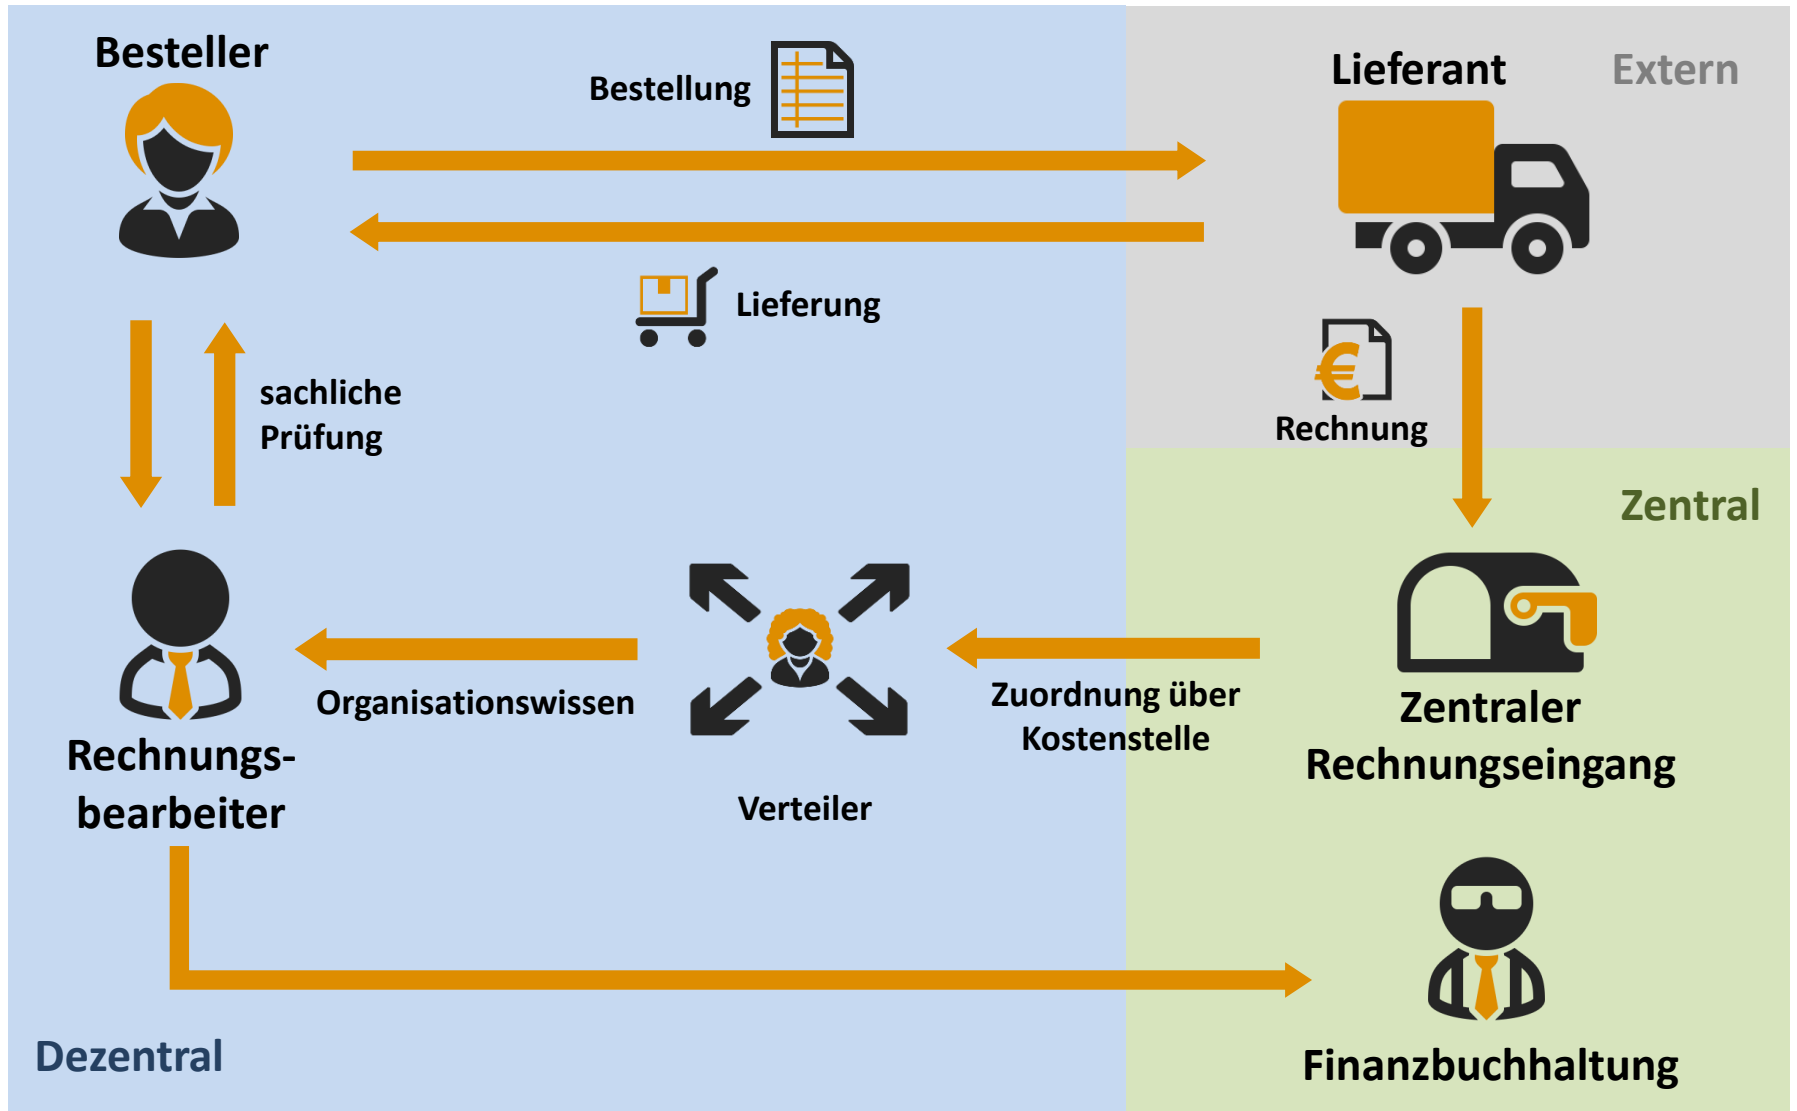 Besteller
Bestellung
Lieferant
Extern
Lieferung
sachliche
Prüfung
€
Rechnung
Zentral
Organisationswissen
Zuordnung über
Kostenstelle
Zentraler
Rechnungseingang
Rechnungs-
bearbeiter
Verteiler
Dezentral
Finanzbuchhaltung